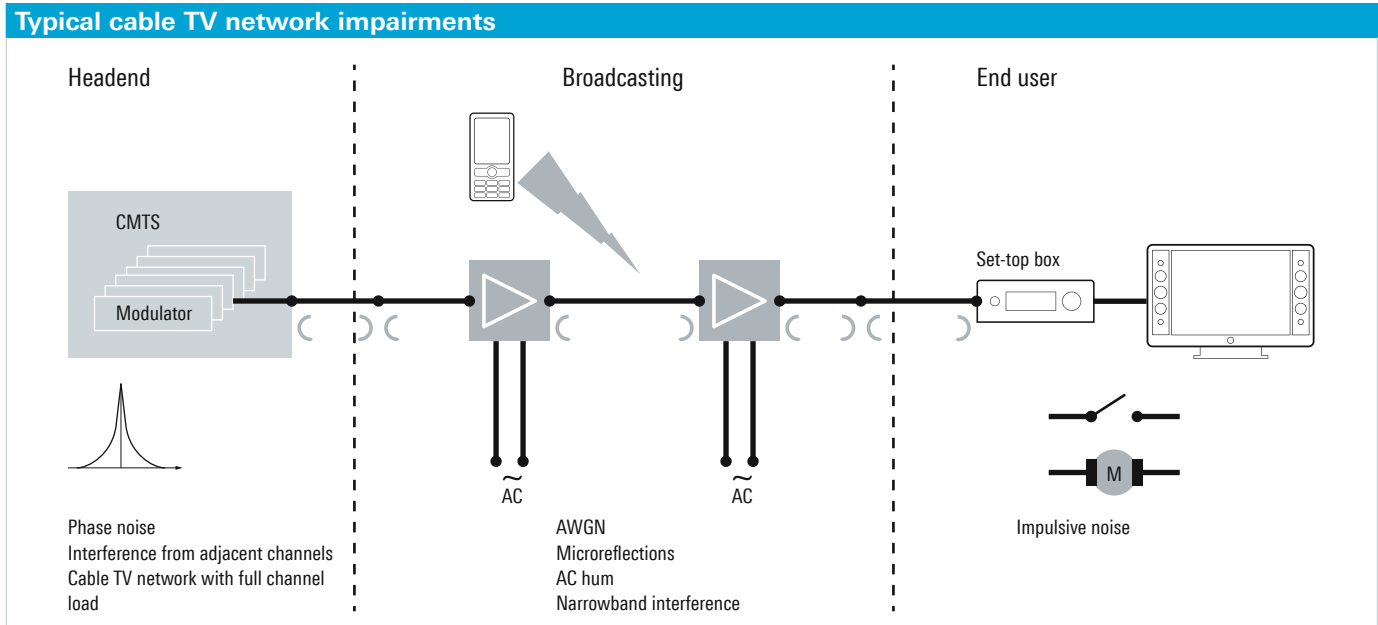 Typical cable TV network impairments
Headend
Broadcasting
End user
CMTS
Modulator
Set-top box
~
AC
~
AC
M
Phase noise
Interference from adjacent channels
Cable TV network with full channel
load
AWGN
Microreflections
AC hum
Narrowband interference
Impulsive noise